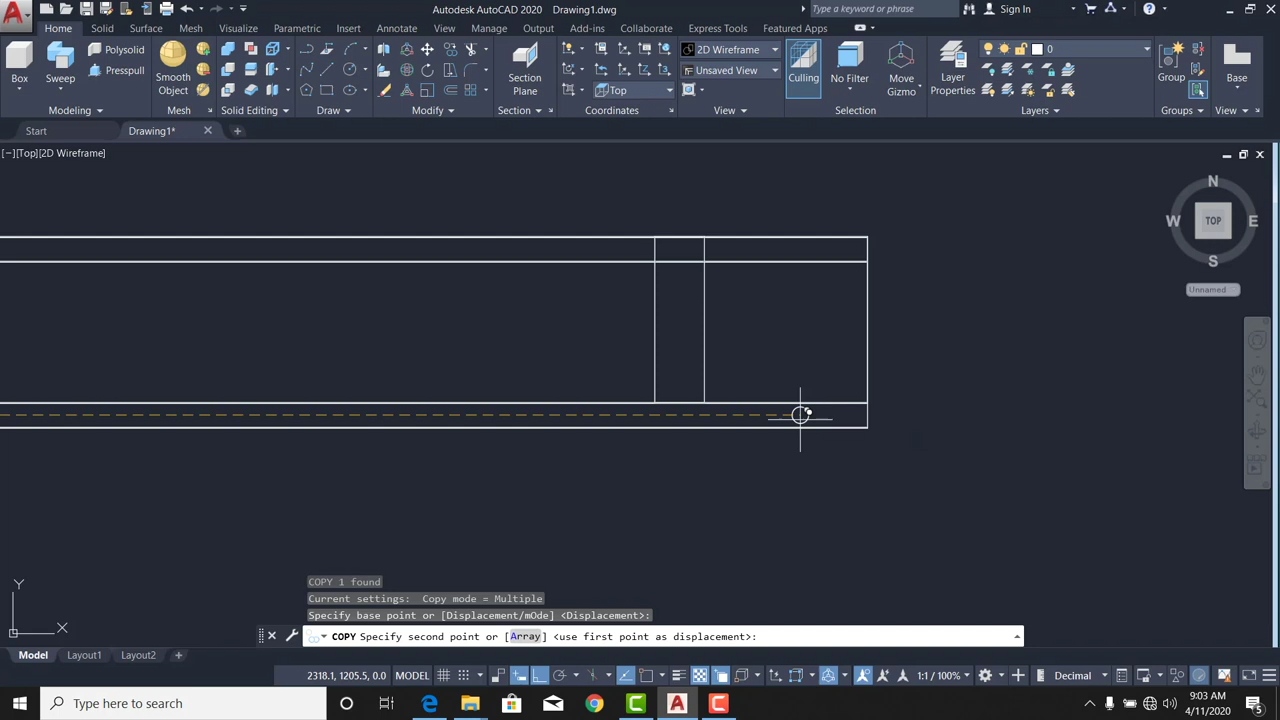 Autodesk AutoCAD 2020 Drawing1.dwg
Type a keyword or phrase
Sign In
Home Solid Surface Mesh Visualize Parametric Insert Annotate View Manage Output Add-ins Collaborate Express Tools Featured Apps
Box
Sweep
Polysolid
Presspull
Smooth
Object
Section
Plane
Top
2D Wireframe
Unsaved View
Culling
No Filter
Move
Gizmo
Layer
Properties
0
Group
Base
Modeling Mesh Solid Editing Draw Modify Section Coordinates View Selection Layers Groups View
Start Drawing1*
[−][Top][2D Wireframe]
N
W TOP E
S
Unnamed
Y
X
COPY 1 found
Current settings: Copy mode = Multiple
Specify base point or [Displacement/mOde] <Displacement>:
COPY Specify second point or [Array] <use first point as displacement>:
Model Layout1 Layout2
2318.1, 1205.5, 0.0 MODEL 1:1 / 100% Decimal
Type here to search
9:03 AM
4/11/2020
5